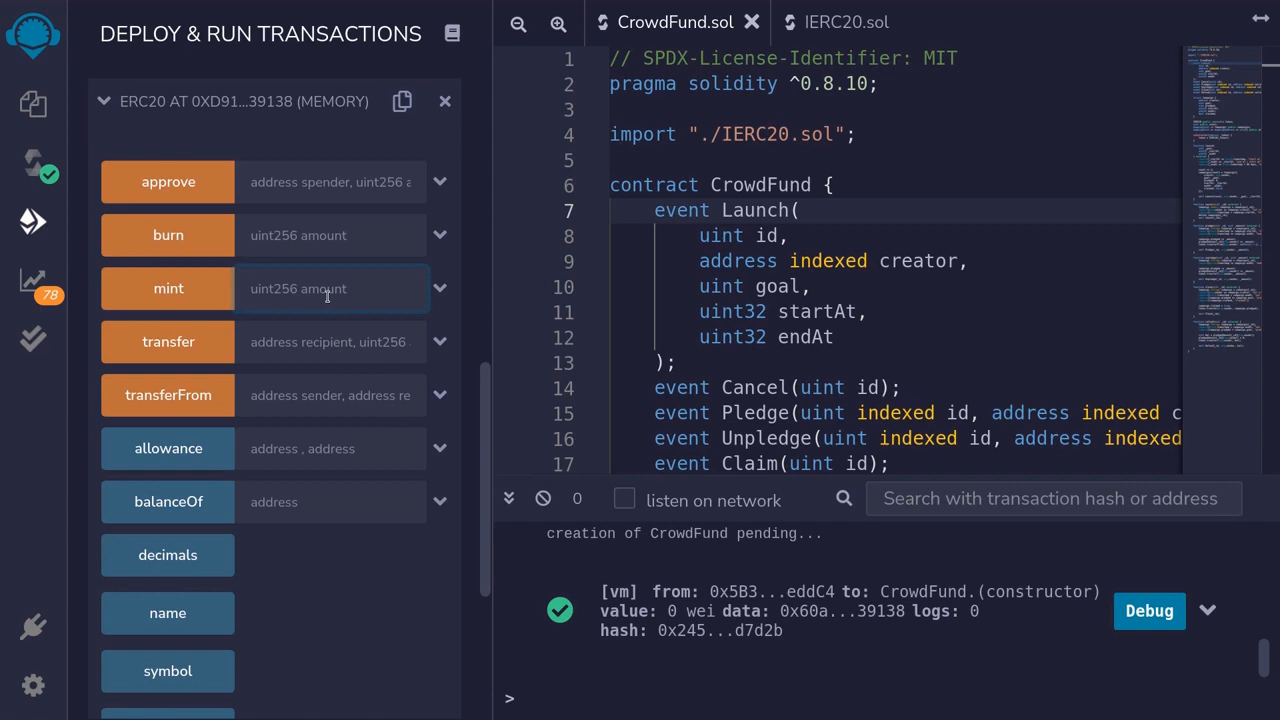 DEPLOY & RUN TRANSACTIONS
ERC20 AT 0XD91...39138 (MEMORY)
approve address spender, uint256 a
burn uint256 amount
mint uint256 amount
transfer address recipient, uint256
transferFrom address sender, address re
allowance address , address
balanceOf address
decimals
name
symbol
78
CrowdFund.sol
IERC20.sol
1 // SPDX-License-Identifier: MIT
2 pragma solidity ^0.8.10;
3
4 import "./IERC20.sol";
5
6 contract CrowdFund {
7 event Launch(
8 uint id,
9 address indexed creator,
10 uint goal,
11 uint32 startAt,
12 uint32 endAt
13 );
14 event Cancel(uint id);
15 event Pledge(uint indexed id, address indexed c
16 event Unpledge(uint indexed id, address indexed
17 event Claim(uint id);
0 listen on network Search with transaction hash or address
creation of CrowdFund pending...
[vm] from: 0x5B3...eddC4 to: CrowdFund.(constructor)
value: 0 wei data: 0x60a...39138 logs: 0
hash: 0x245...d7d2b
Debug
>